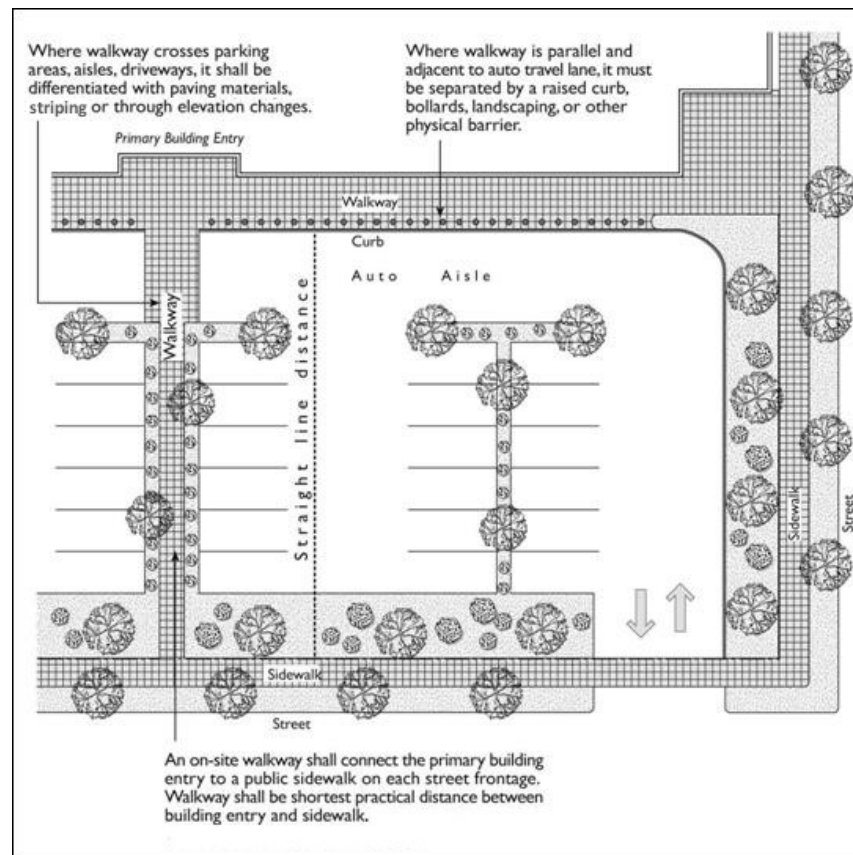 Where walkway crosses parking
areas, aisles, driveways, it shall be
differentiated with paving materials,
striping or through elevation changes.
Where walkway is parallel and
adjacent to auto travel lane, it must
be separated by a raised curb,
bollards, landscaping, or other
physical barrier.
Primary Building Entry
Walkway
Curb
Auto Aisle
Walkway
Straight line distance
Sidewalk
Street
Sidewalk
Street
An on-site walkway shall connect the primary building
entry to a public sidewalk on each street frontage.
Walkway shall be shortest practical distance between
building entry and sidewalk.